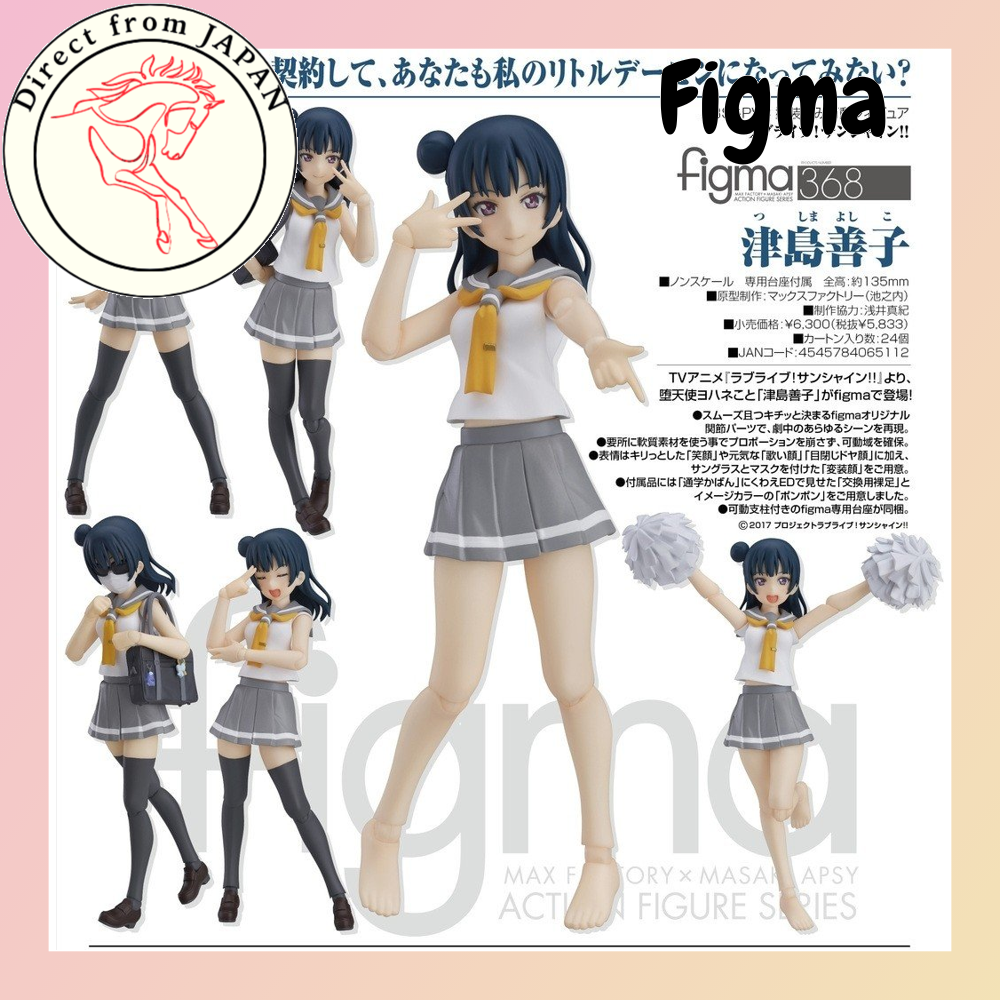 Direct from JAPAN
契約して、あなたも私のリトルデーモンになってみない?
Figma
ラブライブ!サンシャイン!!
figma 368
MAX FACTORY×MASAKI APSY
ACTION FIGURE SERIES
つ しま よし こ
津島善子
■ノンスケール 専用台座付属 全高:約135mm
■原型制作:マックスファクトリー(池之内)
■制作協力:浅井真紀
■小売価格:¥6,300(税抜¥5,833)
■カートン入り数:24個
■JANコード:4545784065112
TVアニメ『ラブライブ!サンシャイン!!』より、
堕天使ヨハネこと「津島善子」がfigmaで登場!
●スムーズ且つキチッと決まるfigmaオリジナル
関節パーツで、劇中のあらゆるシーンを再現。
●要所に軟質素材を使う事でプロポーションを崩さず、可動域を確保。
●表情はキリっとした「笑顔」や元気な「歌い顔」「目閉じドヤ顔」に加え、
サングラスとマスクを付けた「変装顔」をご用意。
●付属品には「通学かばん」にくわえEDで見せた「交換用裸足」と
イメージカラーの「ポンポン」をご用意しました。
●可動支柱付きのfigma専用台座が同梱。
©2017 プロジェクトラブライブ!サンシャイン!!
figma
MAX FACTORY×MASAKI APSY
ACTION FIGURE SERIES